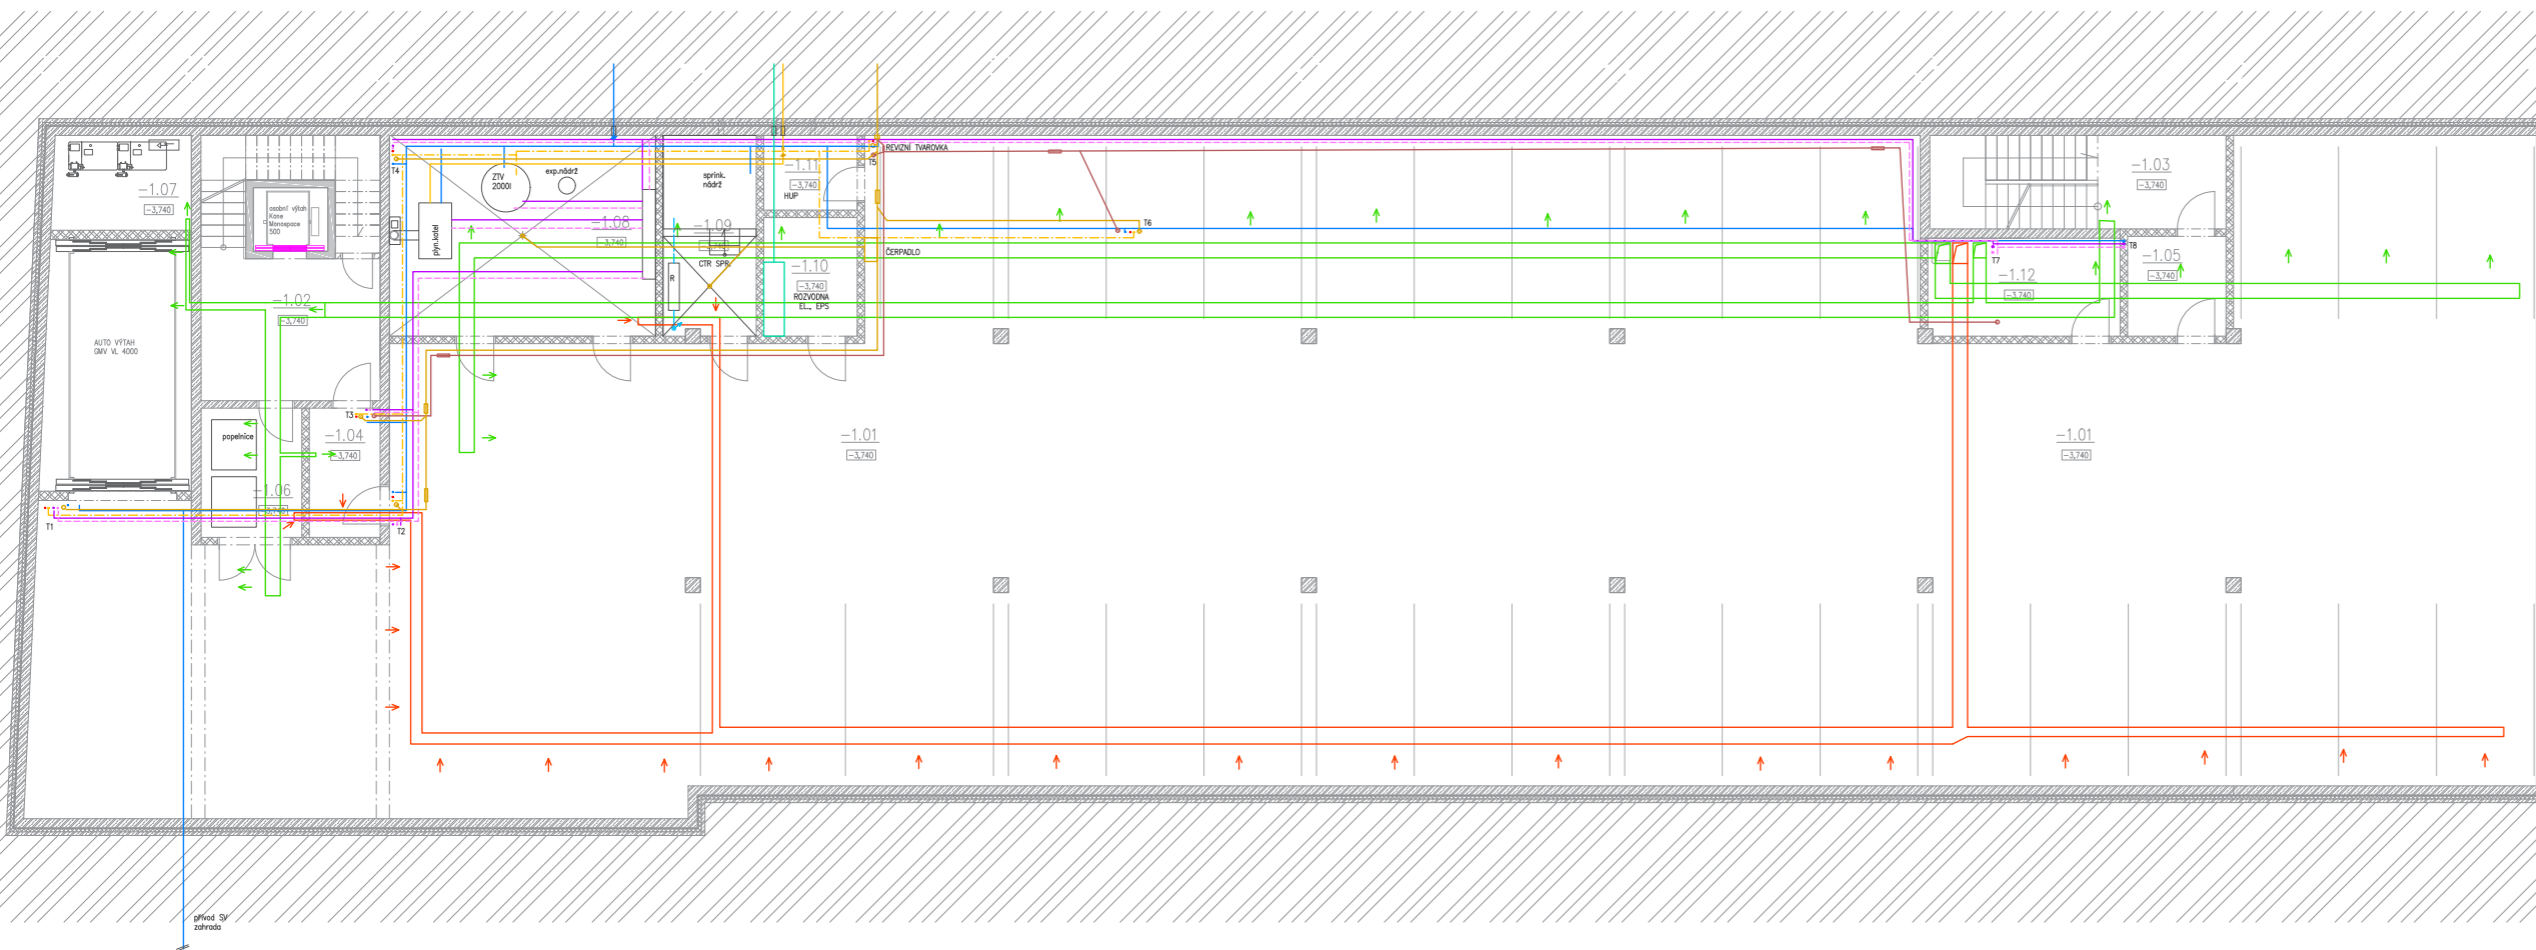 -1.07
-3,740
osobní výtah
Kone
Monospace
500
T4
ZTV
2000l
exp.nádrž
plyn.kotel
-1.08
-3,740
sprink.
nádrž
-1.09
CTR SPR.
R
-1.11
-3,740
HUP
T5
REVIZNÍ TVAROVKA
ČERPADLO
-1.10
-3,740
ROZVODNA
EL., EPS
T6
-1.03
-3,740
T7
T8
-1.05
-3,740
-1.12
-3,740
-1.02
-3,740
AUTO VÝTAH
GMV VL 4000
T3
popelnice
-1.04
-3,740
-1.06
-3,740
T1
T2
-1.01
-3,740
-1.01
-3,740
přívod SV
zahrada